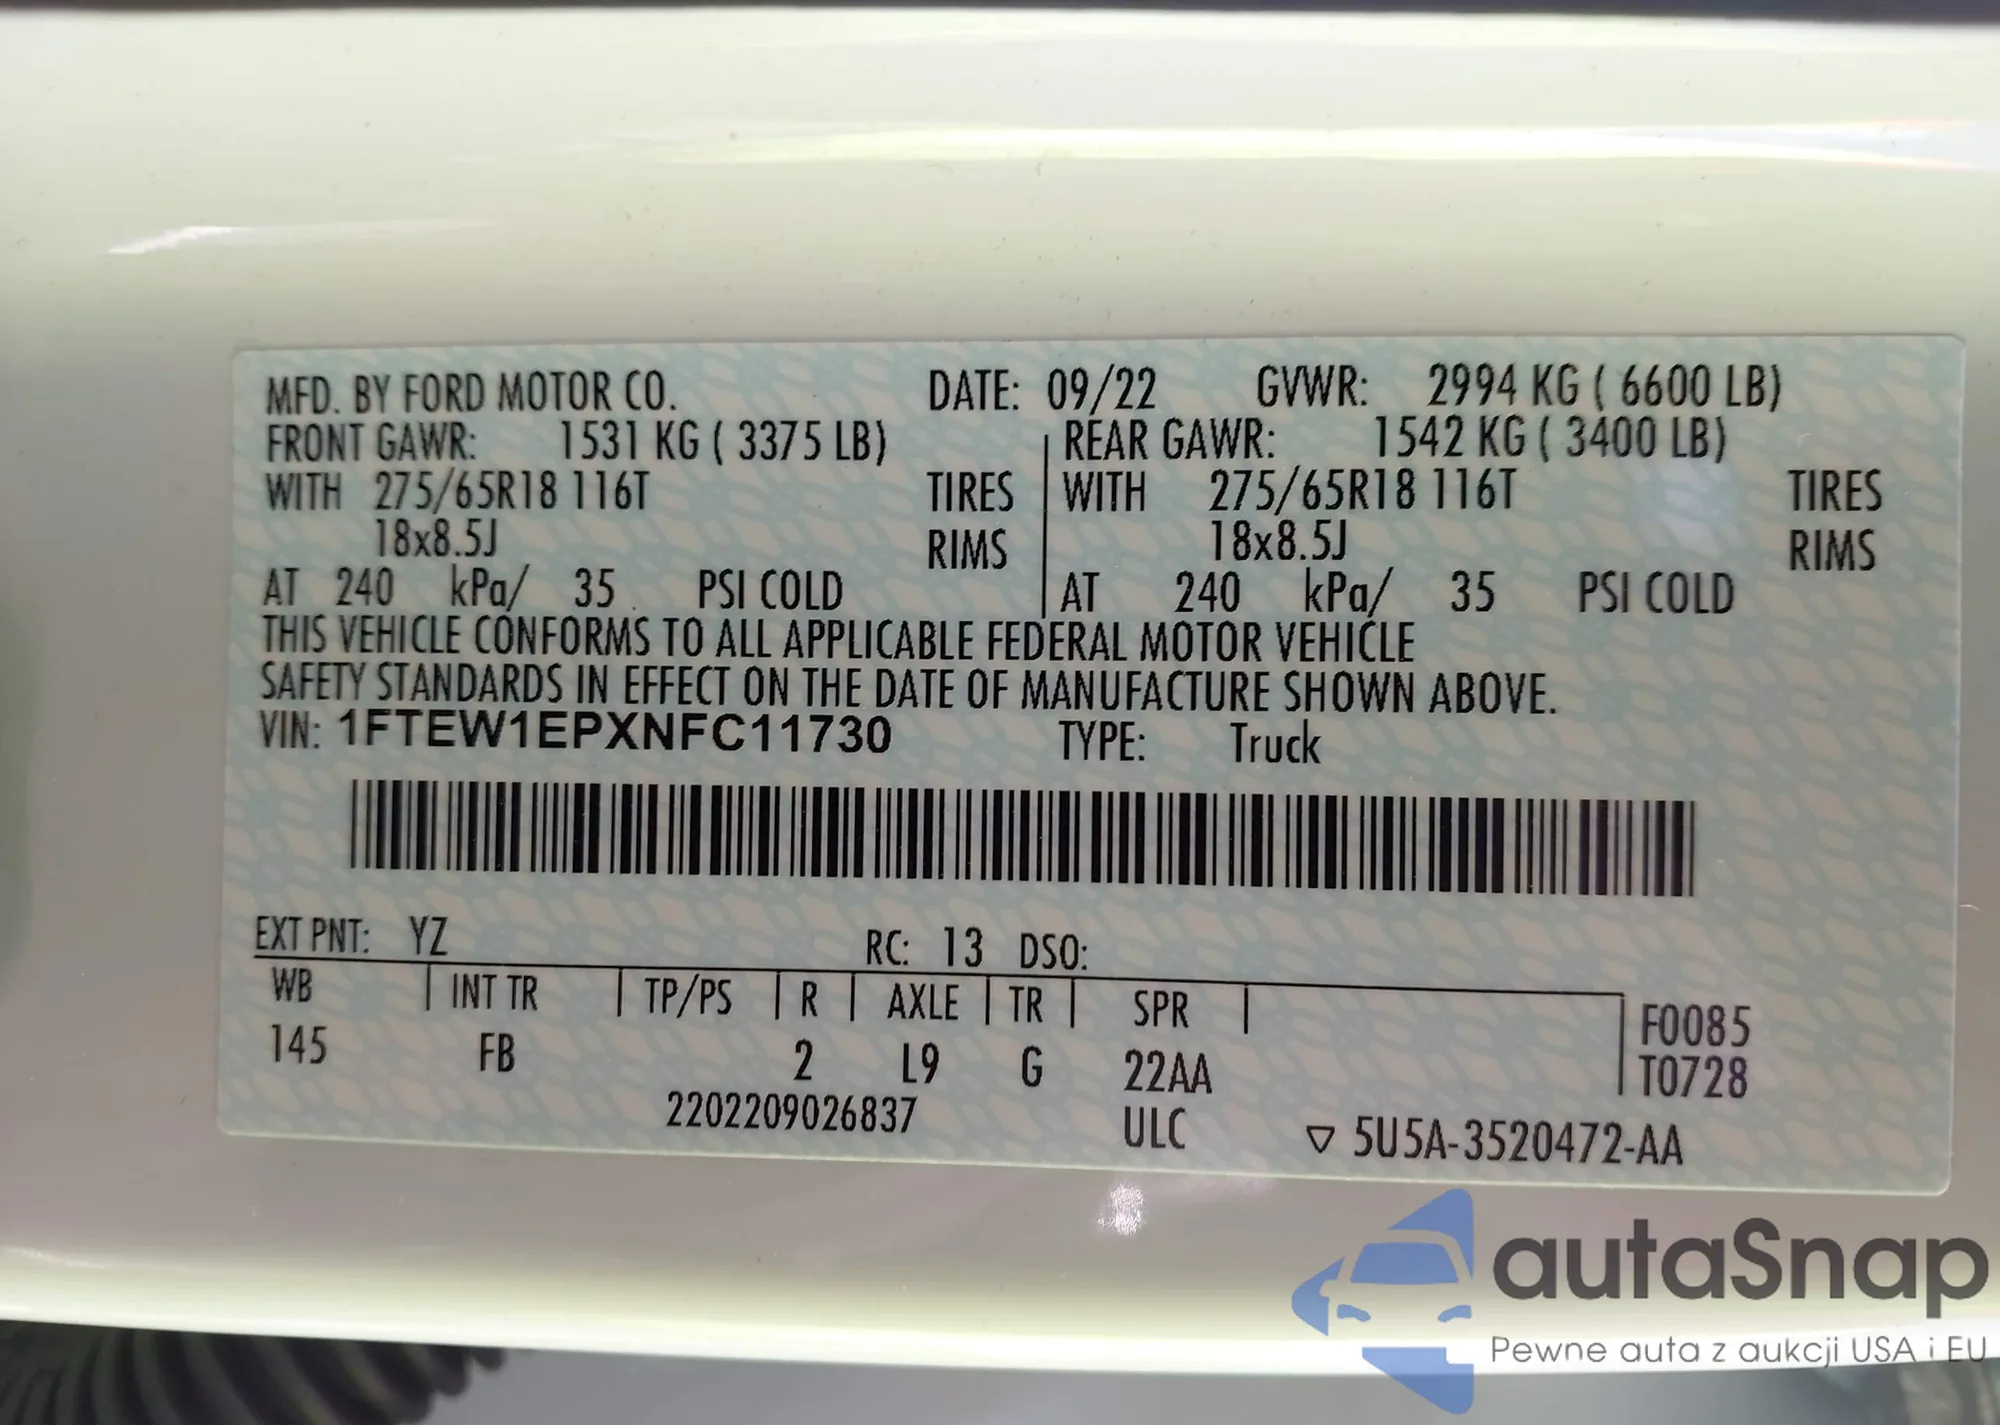 MFD. BY FORD MOTOR CO. DATE: 09/22 GVWR: 2994 KG ( 6600 LB)
FRONT GAWR: 1531 KG ( 3375 LB) REAR GAWR: 1542 KG ( 3400 LB)
WITH 275/65R18 116T TIRES WITH 275/65R18 116T TIRES
18x8.5J RIMS 18x8.5J RIMS
AT 240 kPa/ 35 PSI COLD AT 240 kPa/ 35 PSI COLD
THIS VEHICLE CONFORMS TO ALL APPLICABLE FEDERAL MOTOR VEHICLE
SAFETY STANDARDS IN EFFECT ON THE DATE OF MANUFACTURE SHOWN ABOVE.
VIN: 1FTEW1EPXNFC11730 TYPE: Truck
EXT PNT: YZ RC: 13 DSO:
WB INT TR TP/PS R AXLE TR SPR F0085
145 FB 2 L9 G 22AA T0728
2202209026837 ULC ▽ 5U5A-3520472-AA
autaSnap
Pewne auta z aukcji USA i EU